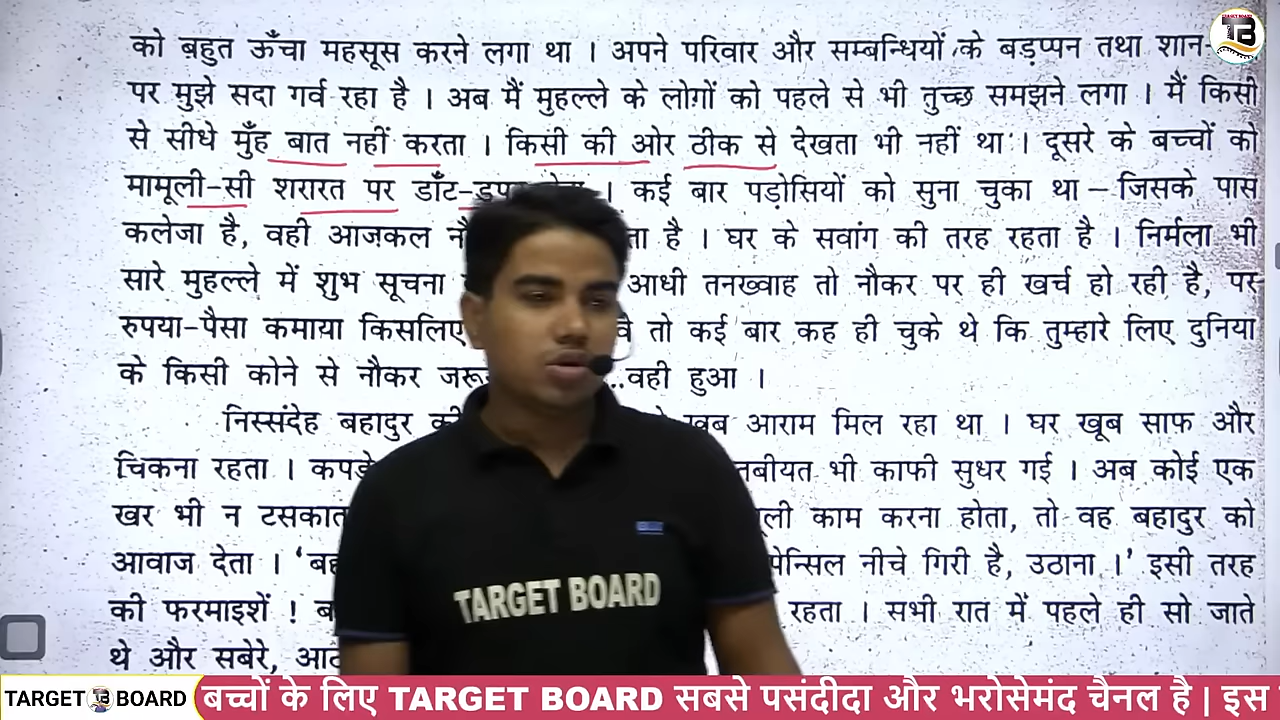 को बहुत ऊँचा महसूस करने लगा था । अपने परिवार और सम्बन्धियों के बड़प्पन तथा शान-
पर मुझे सदा गर्व रहा है । अब मैं मुहल्ले के लोगों को पहले से भी तुच्छ समझने लगा । मैं किसी
से सीधे मुँह बात नहीं करता । किसी की ओर ठीक से देखता भी नहीं था । दूसरे के बच्चों को
मामूली-सी शरारत पर डाँट-डपट । कई बार पड़ोसियों को सुना चुका था – जिसके पास
कलेजा है, वही आजकल है । घर के सवांग की तरह रहता है । निर्मला भी
सारे मुहल्ले में शुभ सूचना आधी तनख्वाह तो नौकर पर ही खर्च हो रही है, पर
रुपया-पैसा कमाया किसलिए तो कई बार कह ही चुके थे कि तुम्हारे लिए दुनिया
के किसी कोने से नौकर ..वही हुआ ।
निस्संदेह बहादुर की खूब आराम मिल रहा था । घर खूब साफ और
चिकना रहता । कपड़े तबीयत भी काफी सुधर गई । अब कोई एक
खर भी न टसकाता काम करना होता, तो वह बहादुर को
आवाज देता । पेन्सिल नीचे गिरी है, उठाना ।' इसी तरह
की फरमाइशें ! रहता । सभी रात में पहले ही सो जाते
थे और सबेरे,
TARGET BOARD
TB
TARGET BOARD
TARGET TB BOARD
बच्चों के लिए TARGET BOARD सबसे पसंदीदा और भरोसेमंद चैनल है | इस